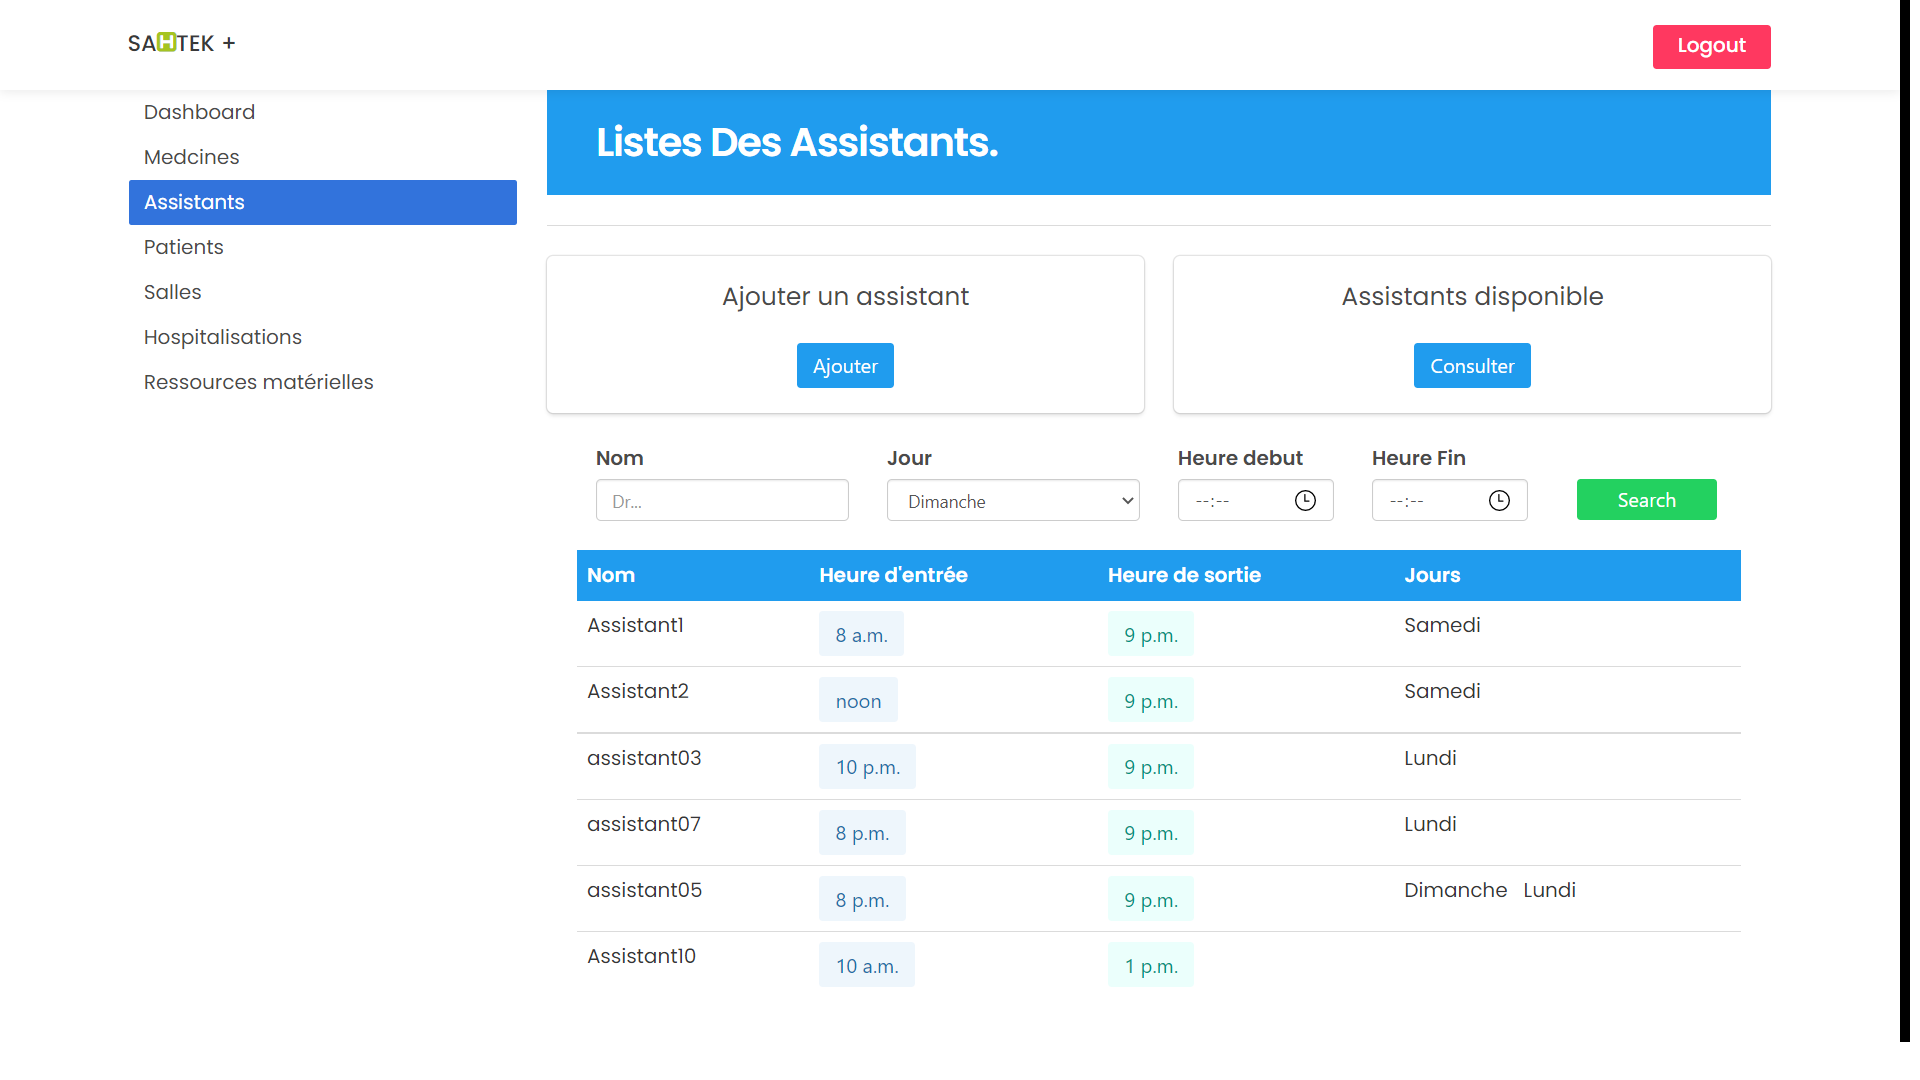 SAHTEK +
Logout
Dashboard
Medcines
Assistants
Patients
Salles
Hospitalisations
Ressources matérielles
Listes Des Assistants.
Ajouter un assistant
Ajouter
Assistants disponible
Consulter
Nom Jour Heure debut Heure Fin
Dr... Dimanche --:-- --:-- Search
Nom Heure d'entrée Heure de sortie Jours
Assistant1 8 a.m. 9 p.m. Samedi
Assistant2 noon 9 p.m. Samedi
assistant03 10 p.m. 9 p.m. Lundi
assistant07 8 p.m. 9 p.m. Lundi
assistant05 8 p.m. 9 p.m. Dimanche Lundi
Assistant10 10 a.m. 1 p.m.